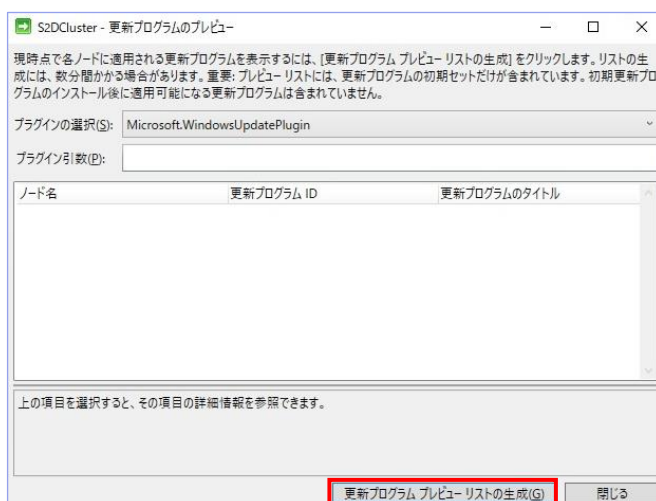 S2DCluster - 更新プログラムのプレビュー
現時点で各ノードに適用される更新プログラムを表示するには、[更新プログラム プレビュー リストの生成] をクリックします。リストの生
成には、数分間かかる場合があります。重要: プレビュー リストには、更新プログラムの初期セットだけが含まれています。初期更新プロ
グラムのインストール後に適用可能になる更新プログラムは含まれていません。
プラグインの選択(S): Microsoft.WindowsUpdatePlugin
プラグイン引数(P):
ノード名 更新プログラム ID 更新プログラムのタイトル
上の項目を選択すると、その項目の詳細情報を参照できます。
更新プログラム プレビュー リストの生成(G) 閉じる